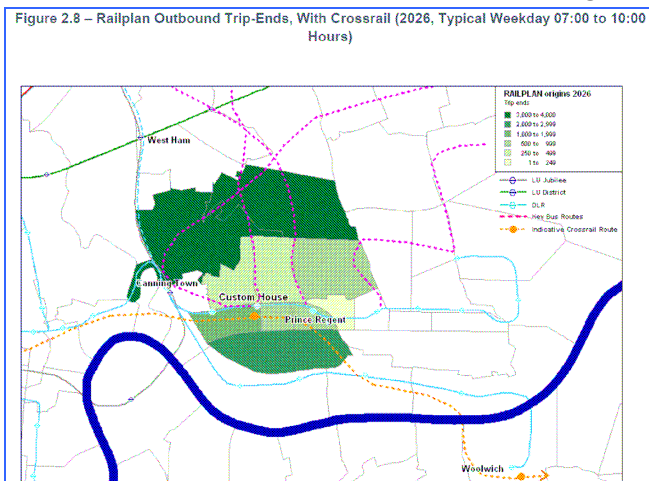 Figure 2.8 – Railplan Outbound Trip-Ends, With Crossrail (2026, Typical Weekday 07:00 to 10:00
Hours)
RAILPLAN origins 2026
Trip ends
3,000 to 4,000
2,000 to 2,999
1,000 to 1,999
500 to 999
250 to 499
1 to 249
LU Jubilee
LU District
DLR
Key Bus Routes
Indicative Crossrail Route
West Ham
Canning Town
Custom House
Prince Regent
Woolwich